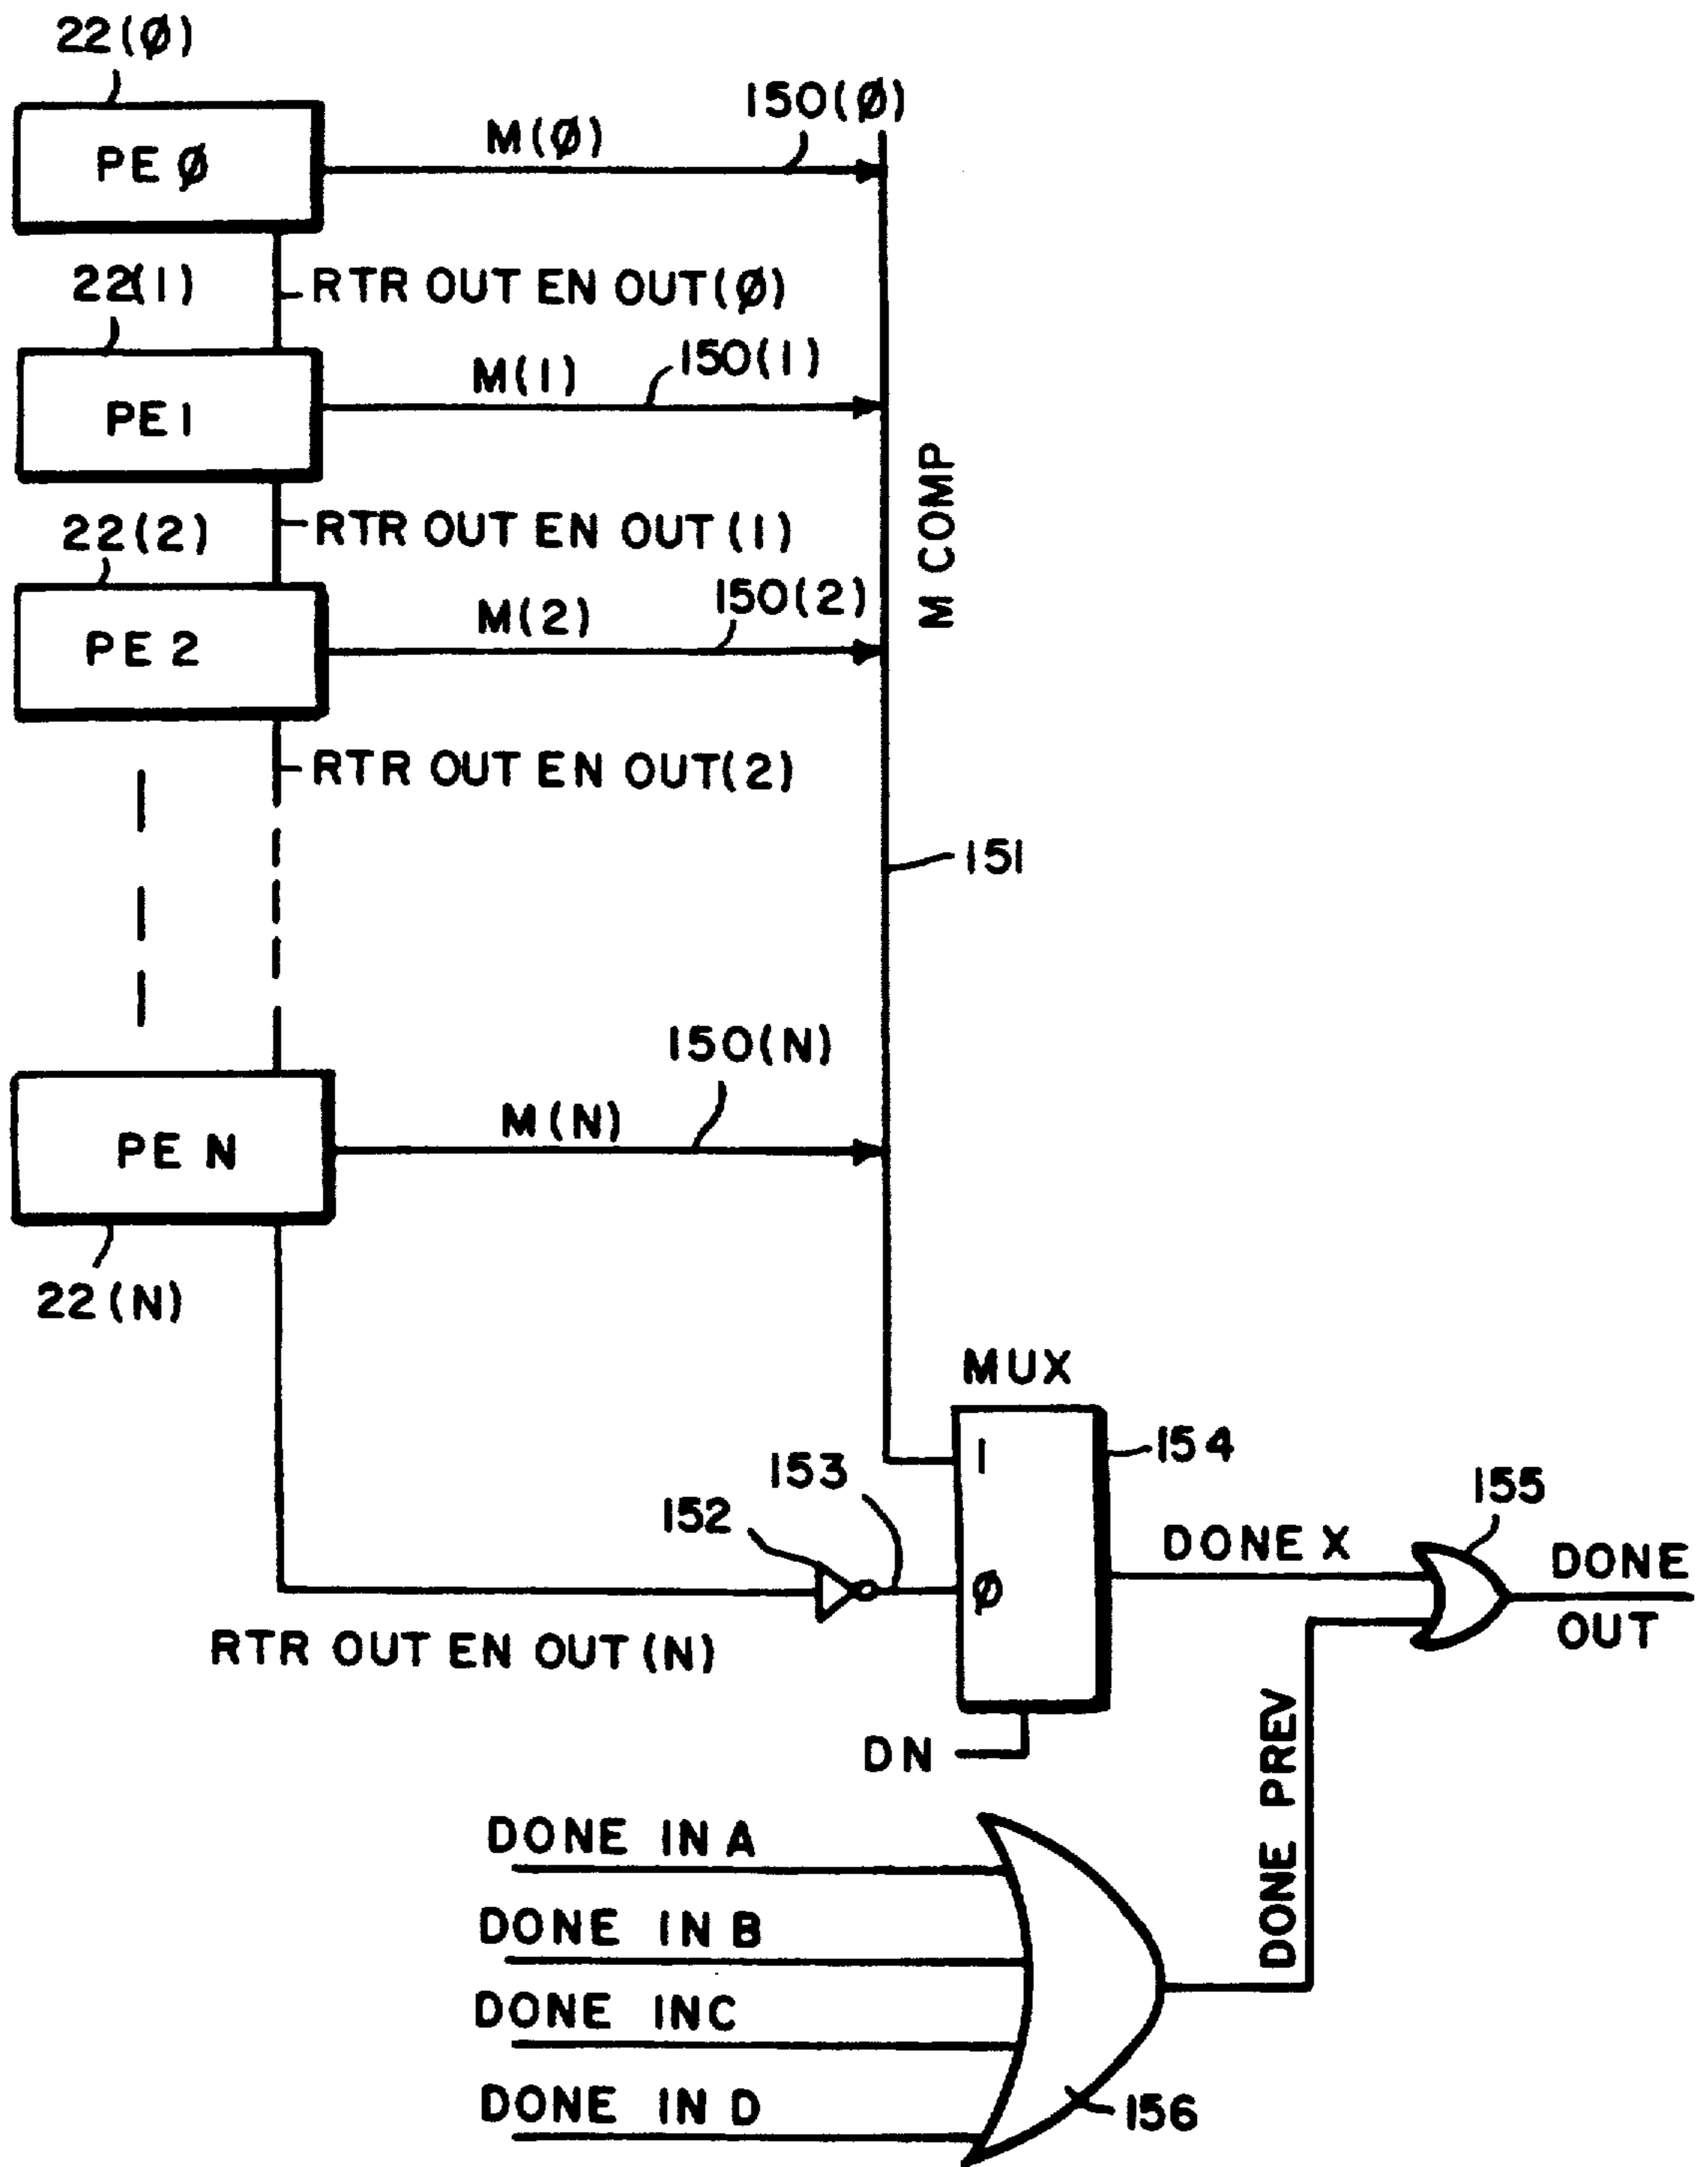 22(Ø)
150(Ø)
M(Ø)
PE Ø
22(1)
RTR OUT EN OUT(Ø)
150(1)
M(1)
PE 1
M COMP
22(2)
RTR OUT EN OUT (1)
150(2)
M(2)
PE 2
RTR OUT EN OUT(2)
151
150(N)
M(N)
PE N
22(N)
MUX
1
154
153
155
152
DONE X
DONE
OUT
Ø
RTR OUT EN OUT (N)
DN
DONE PREV
DONE IN A
DONE IN B
DONE INC
DONE IN D
156